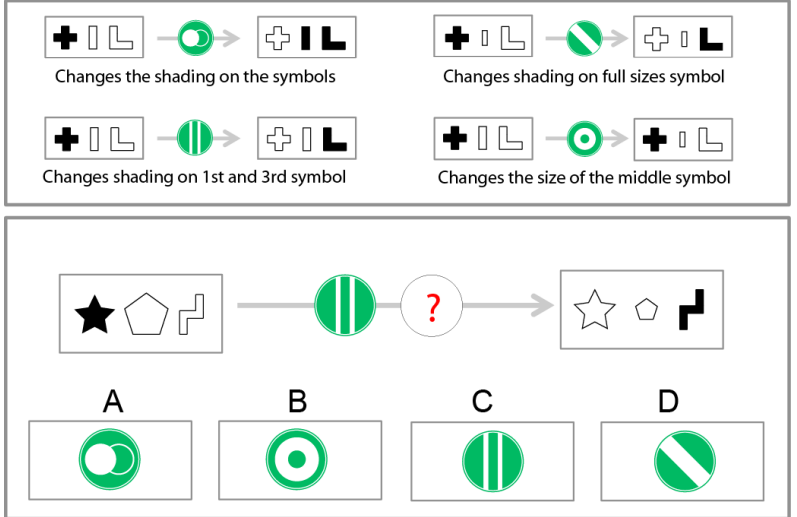 Changes the shading on the symbols
Changes shading on full sizes symbol
Changes shading on 1st and 3rd symbol
Changes the size of the middle symbol
?
A B C D